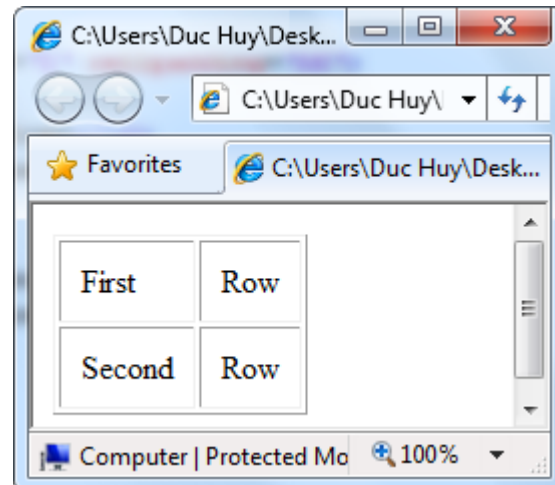 C:\Users\Duc Huy\Desk...
C:\Users\Duc Huy\
Favorites
C:\Users\Duc Huy\Desk...
First Row
Second Row
Computer | Protected Mo
100%